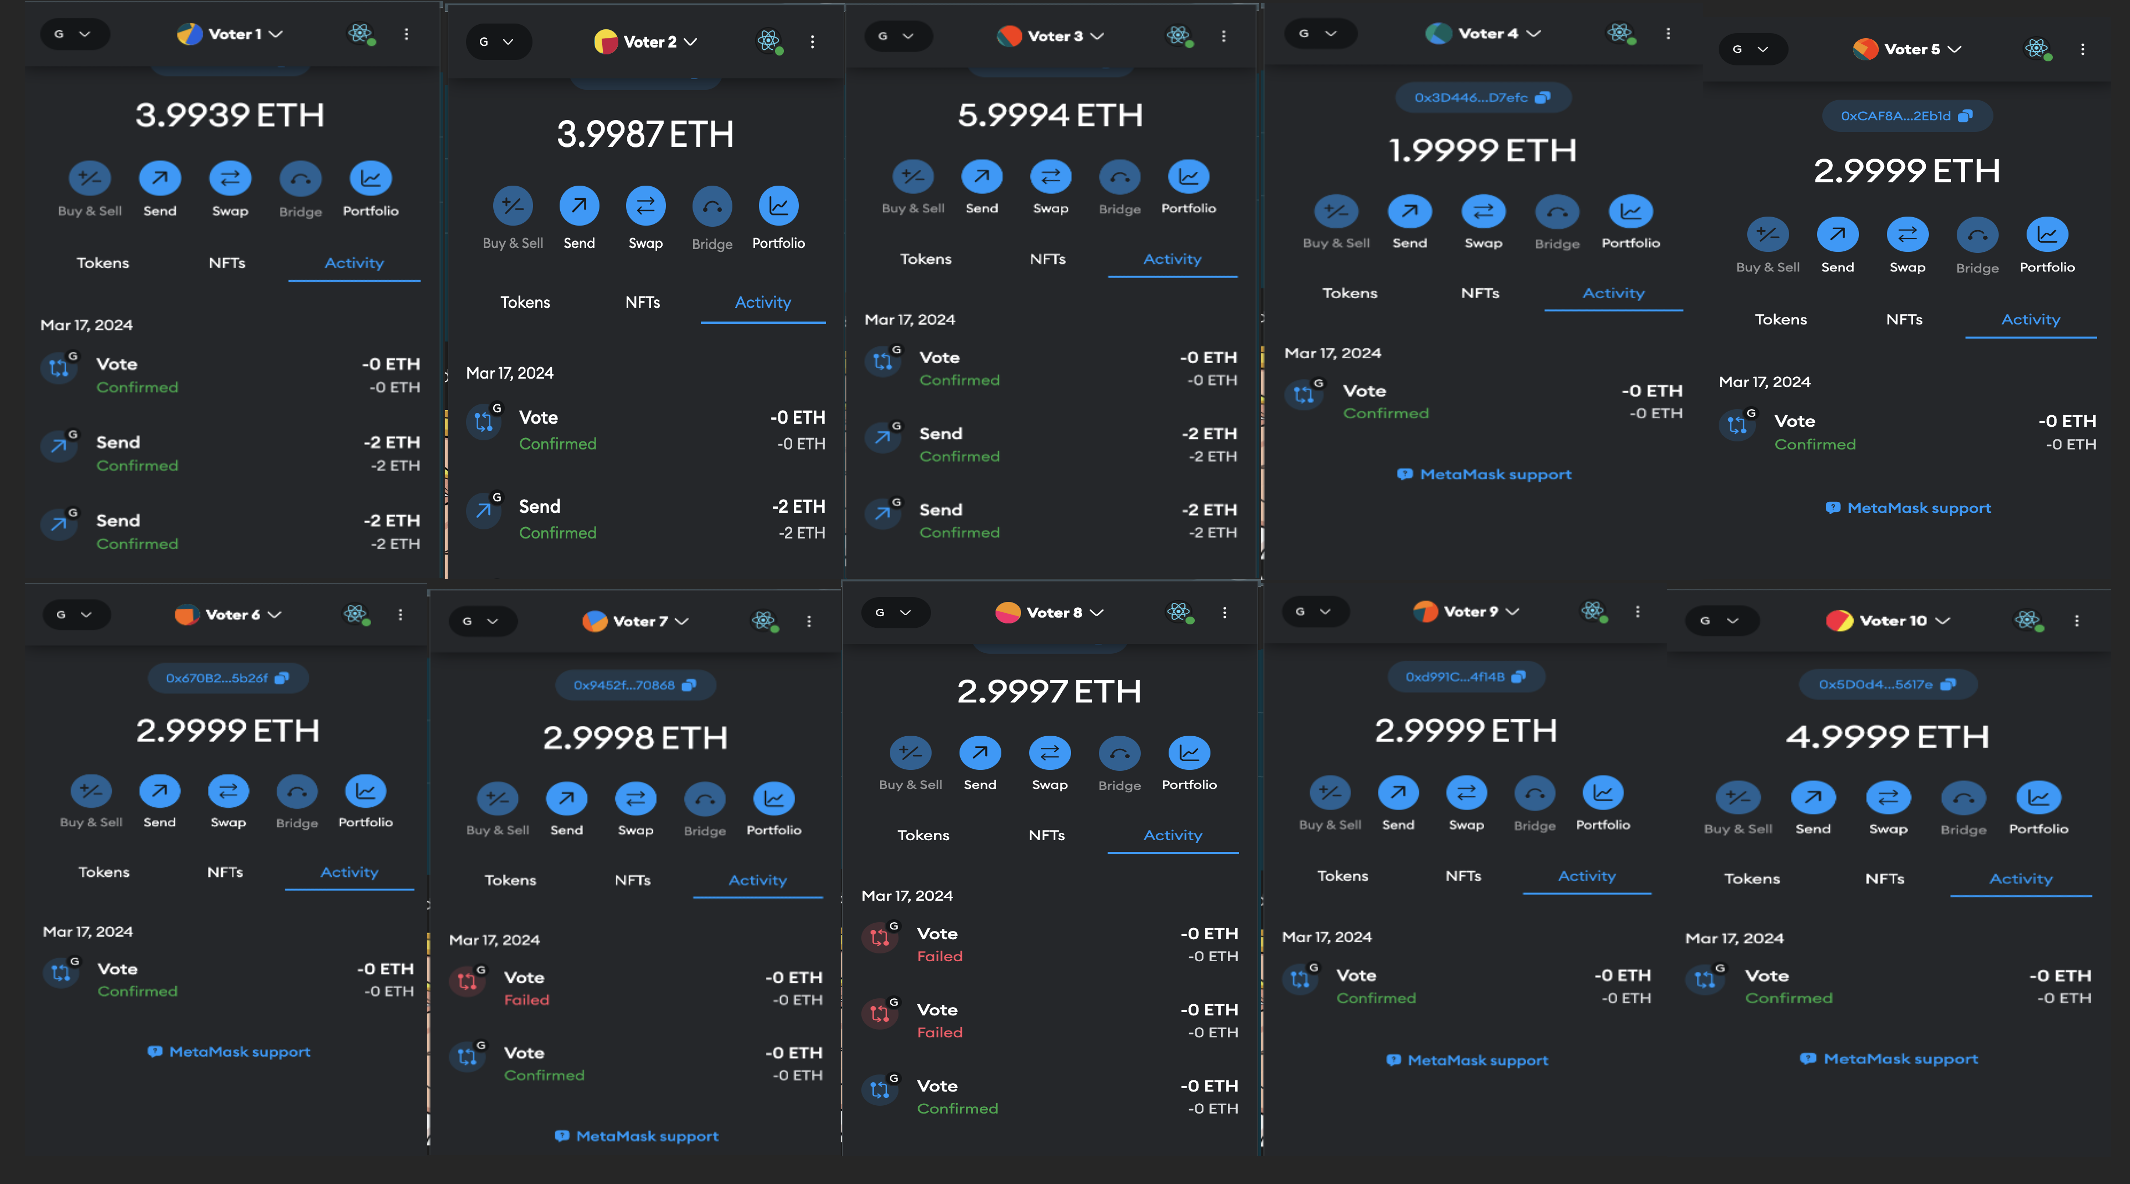 G
Voter 1
3.9939 ETH
Buy & Sell Send Swap Bridge Portfolio
Tokens NFTs Activity
Mar 17, 2024
G
Vote -0 ETH
Confirmed -0 ETH
G
Send -2 ETH
Confirmed -2 ETH
G
Send -2 ETH
Confirmed -2 ETH
G
Voter 2
3.9987 ETH
Buy & Sell Send Swap Bridge Portfolio
Tokens NFTs Activity
Mar 17, 2024
G
Vote -0 ETH
Confirmed -0 ETH
G
Send -2 ETH
Confirmed -2 ETH
G
Voter 3
5.9994 ETH
Buy & Sell Send Swap Bridge Portfolio
Tokens NFTs Activity
Mar 17, 2024
G
Vote -0 ETH
Confirmed -0 ETH
G
Send -2 ETH
Confirmed -2 ETH
G
Send -2 ETH
Confirmed -2 ETH
G
Voter 4
0x3D446...D7efc
1.9999 ETH
Buy & Sell Send Swap Bridge Portfolio
Tokens NFTs Activity
Mar 17, 2024
G
Vote -0 ETH
Confirmed -0 ETH
MetaMask support
G
Voter 5
0xCAF8A...2Eb1d
2.9999 ETH
Buy & Sell Send Swap Bridge Portfolio
Tokens NFTs Activity
Mar 17, 2024
G
Vote -0 ETH
Confirmed -0 ETH
MetaMask support
G
Voter 6
0x670B2...5b26f
2.9999 ETH
Buy & Sell Send Swap Bridge Portfolio
Tokens NFTs Activity
Mar 17, 2024
G
Vote -0 ETH
Confirmed -0 ETH
MetaMask support
G
Voter 7
0x9452f...70868
2.9998 ETH
Buy & Sell Send Swap Bridge Portfolio
Tokens NFTs Activity
Mar 17, 2024
G
Vote -0 ETH
Failed -0 ETH
G
Vote -0 ETH
Confirmed -0 ETH
MetaMask support
G
Voter 8
2.9997 ETH
Buy & Sell Send Swap Bridge Portfolio
Tokens NFTs Activity
Mar 17, 2024
G
Vote -0 ETH
Failed -0 ETH
G
Vote -0 ETH
Failed -0 ETH
G
Vote -0 ETH
Confirmed -0 ETH
G
Voter 9
0xd991C...4f14B
2.9999 ETH
Buy & Sell Send Swap Bridge Portfolio
Tokens NFTs Activity
Mar 17, 2024
G
Vote -0 ETH
Confirmed -0 ETH
MetaMask support
G
Voter 10
0x5D0d4...5617e
4.9999 ETH
Buy & Sell Send Swap Bridge Portfolio
Tokens NFTs Activity
Mar 17, 2024
G
Vote -0 ETH
Confirmed -0 ETH
MetaMask support